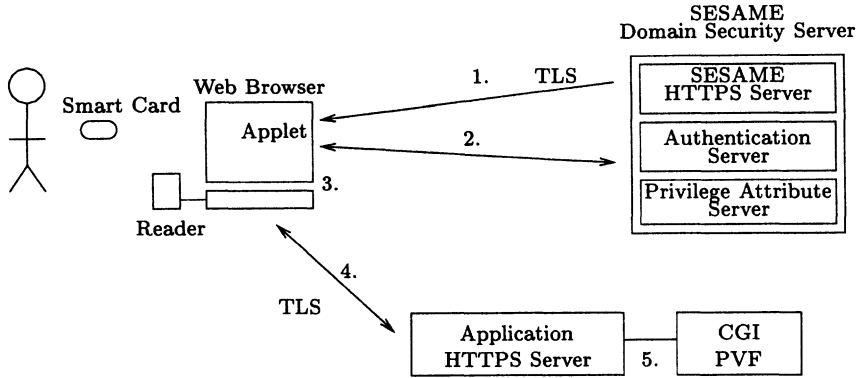 SESAME
Domain Security Server
SESAME
HTTPS Server
Authentication
Server
Privilege Attribute
Server
1.
TLS
2.
Web Browser
Applet
Smart Card
3.
Reader
4.
TLS
Application
HTTPS Server
5.
CGI
PVF